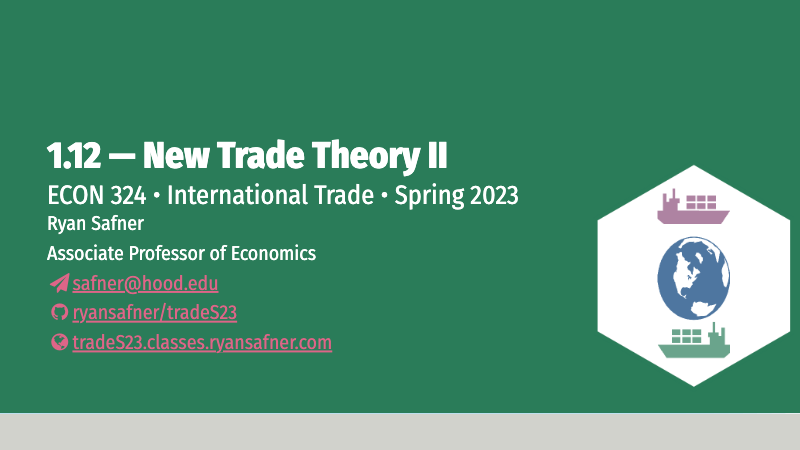 1.12 — New Trade Theory II
ECON 324 • International Trade • Spring 2023
Ryan Safner
Associate Professor of Economics
safner@hood.edu
ryansafner/tradeS23
tradeS23.classes.ryansafner.com